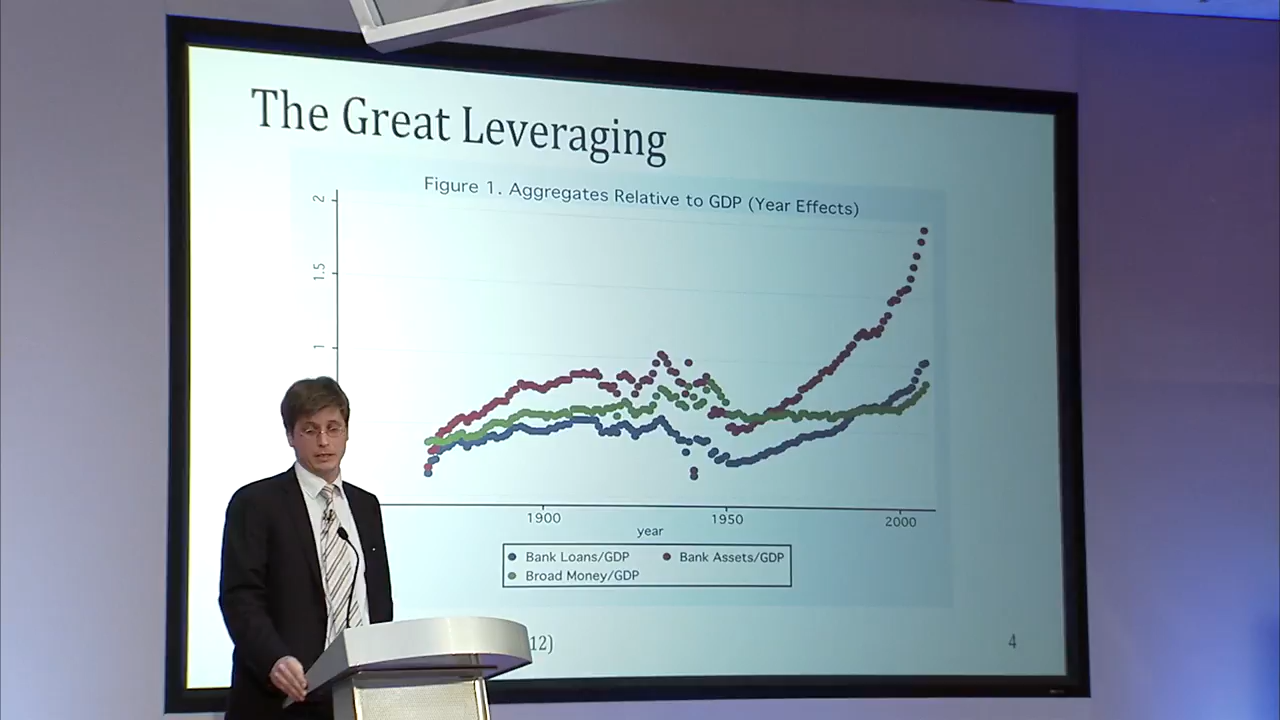 The Great Leveraging
Figure 1. Aggregates Relative to GDP (Year Effects)
2
1.5
1
1900
1950
2000
year
Bank Loans/GDP
Bank Assets/GDP
Broad Money/GDP
12)
4